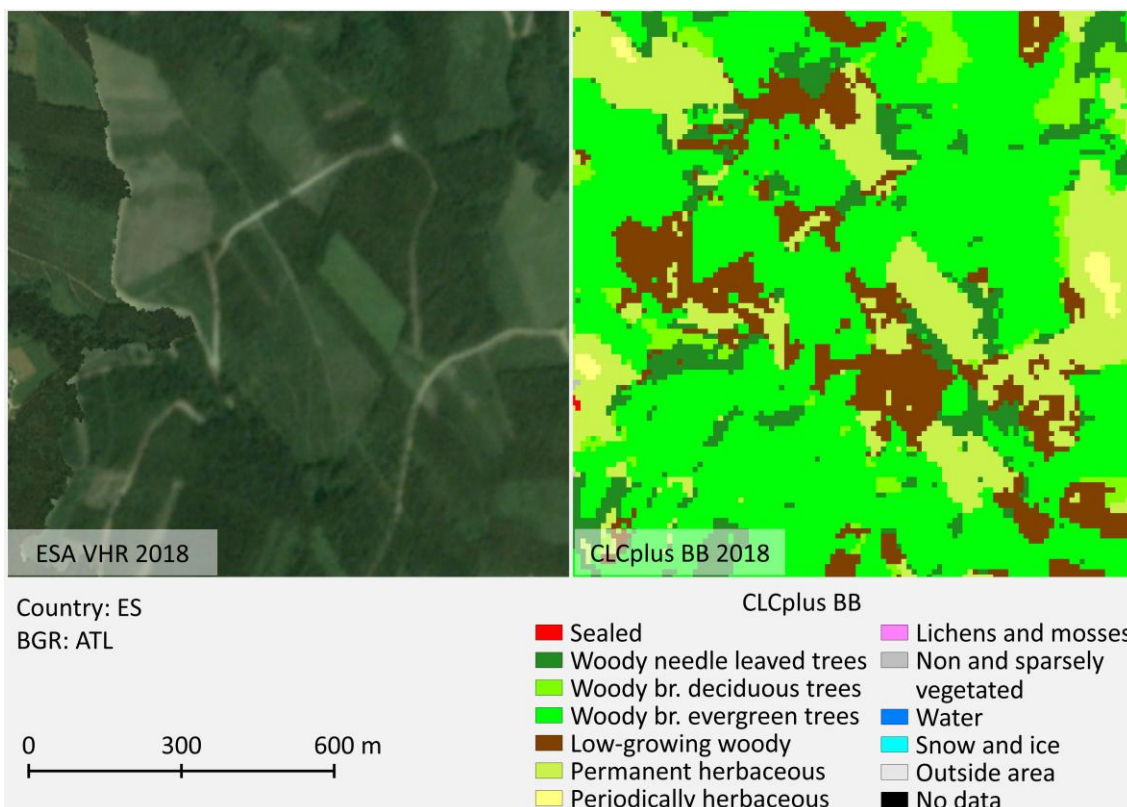 ESA VHR 2018
CLCplus BB 2018
Country: ES
BGR: ATL
0 300 600 m
CLCplus BB
Sealed
Woody needle leaved trees
Woody br. deciduous trees
Woody br. evergreen trees
Low-growing woody
Permanent herbaceous
Periodically herbaceous
Lichens and mosses
Non and sparsely
vegetated
Water
Snow and ice
Outside area
No data